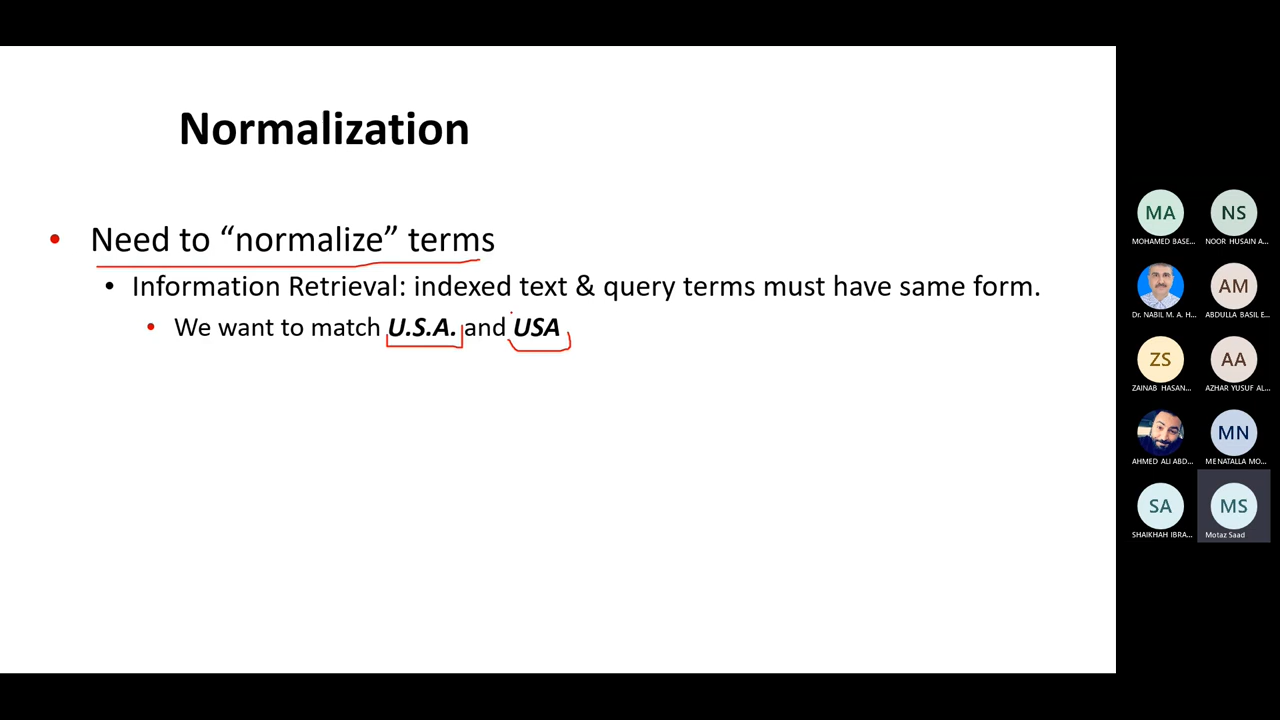 Normalization
• Need to “normalize” terms
• Information Retrieval: indexed text & query terms must have same form.
• We want to match U.S.A. and USA
MA
MOHAMED BASE...
NS
NOOR HUSAIN A...
Dr. NABIL M. A. H...
AM
ABDULLA BASIL E...
ZS
ZAINAB HASAN...
AA
AZHAR YUSUF AL...
AHMED ALI ABD...
MN
MENATALLA MO...
SA
SHAIKHAH IBRA...
MS
Motaz Saad